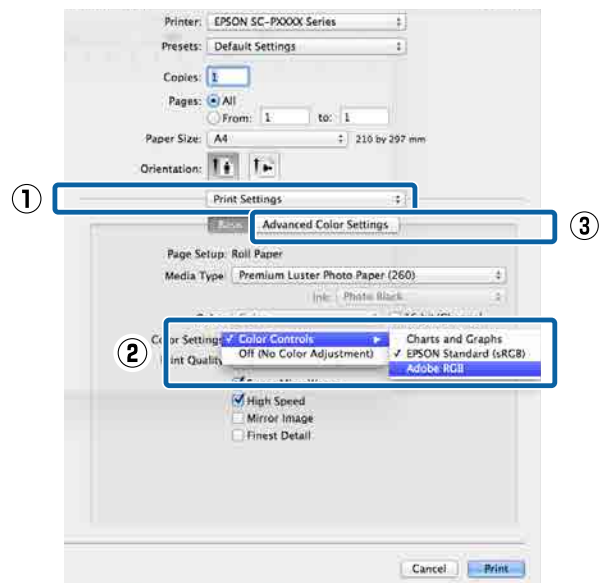 Printer: EPSON SC-PXXXX Series
Presets: Default Settings
Copies: 1
Pages: All
From: 1 to: 1
Paper Size: A4 210 by 297 mm
Orientation:
① Print Settings
Advanced Color Settings ③
Page Setup: Roll Paper
Media Type Premium Luster Photo Paper (260)
Ink: Photo Black
② Color Settings ✓ Color Controls ▶ Charts and Graphs
Off (No Color Adjustment) ✓ EPSON Standard (sRGB)
Print Quality Adobe RGB
High Speed
Mirror Image
Finest Detail
Cancel Print